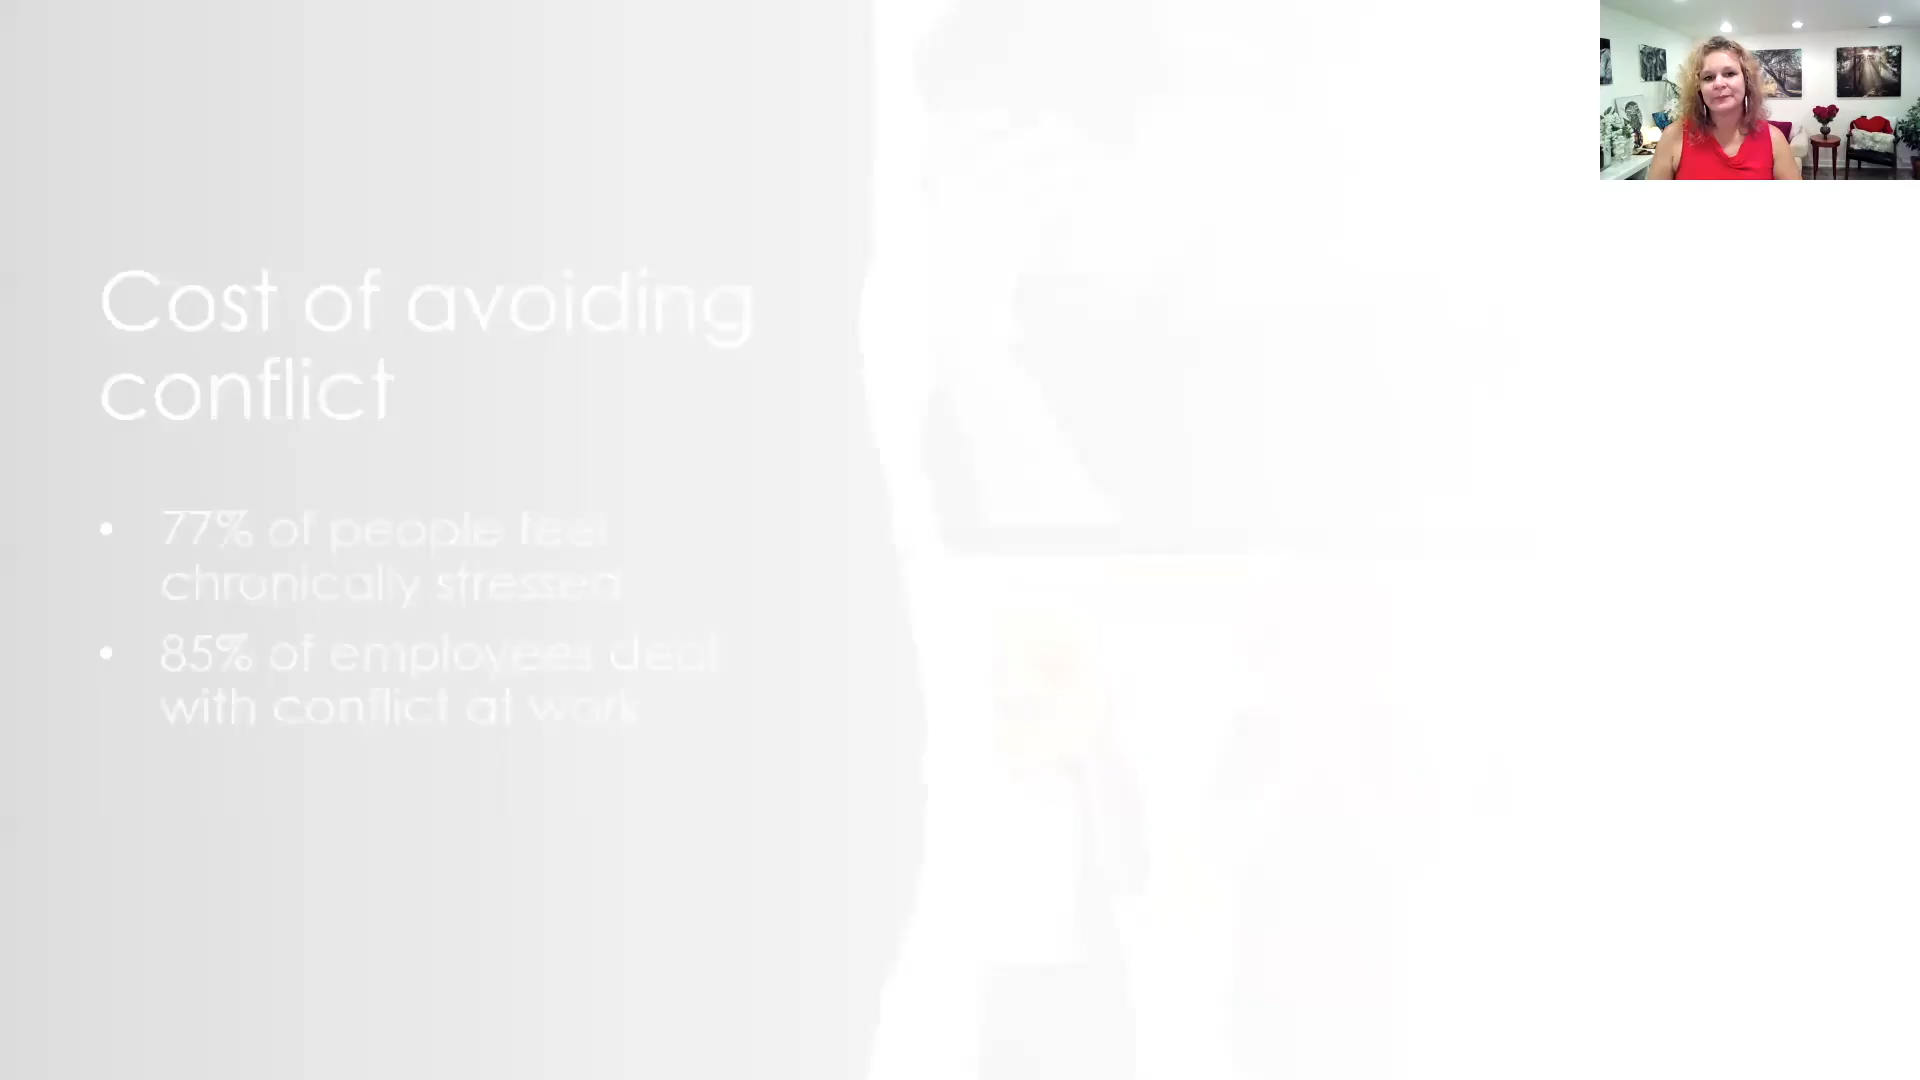 Cost of avoiding
conflict
• 77% of people feel
chronically stressed
• 85% of employees deal
with conflict at work